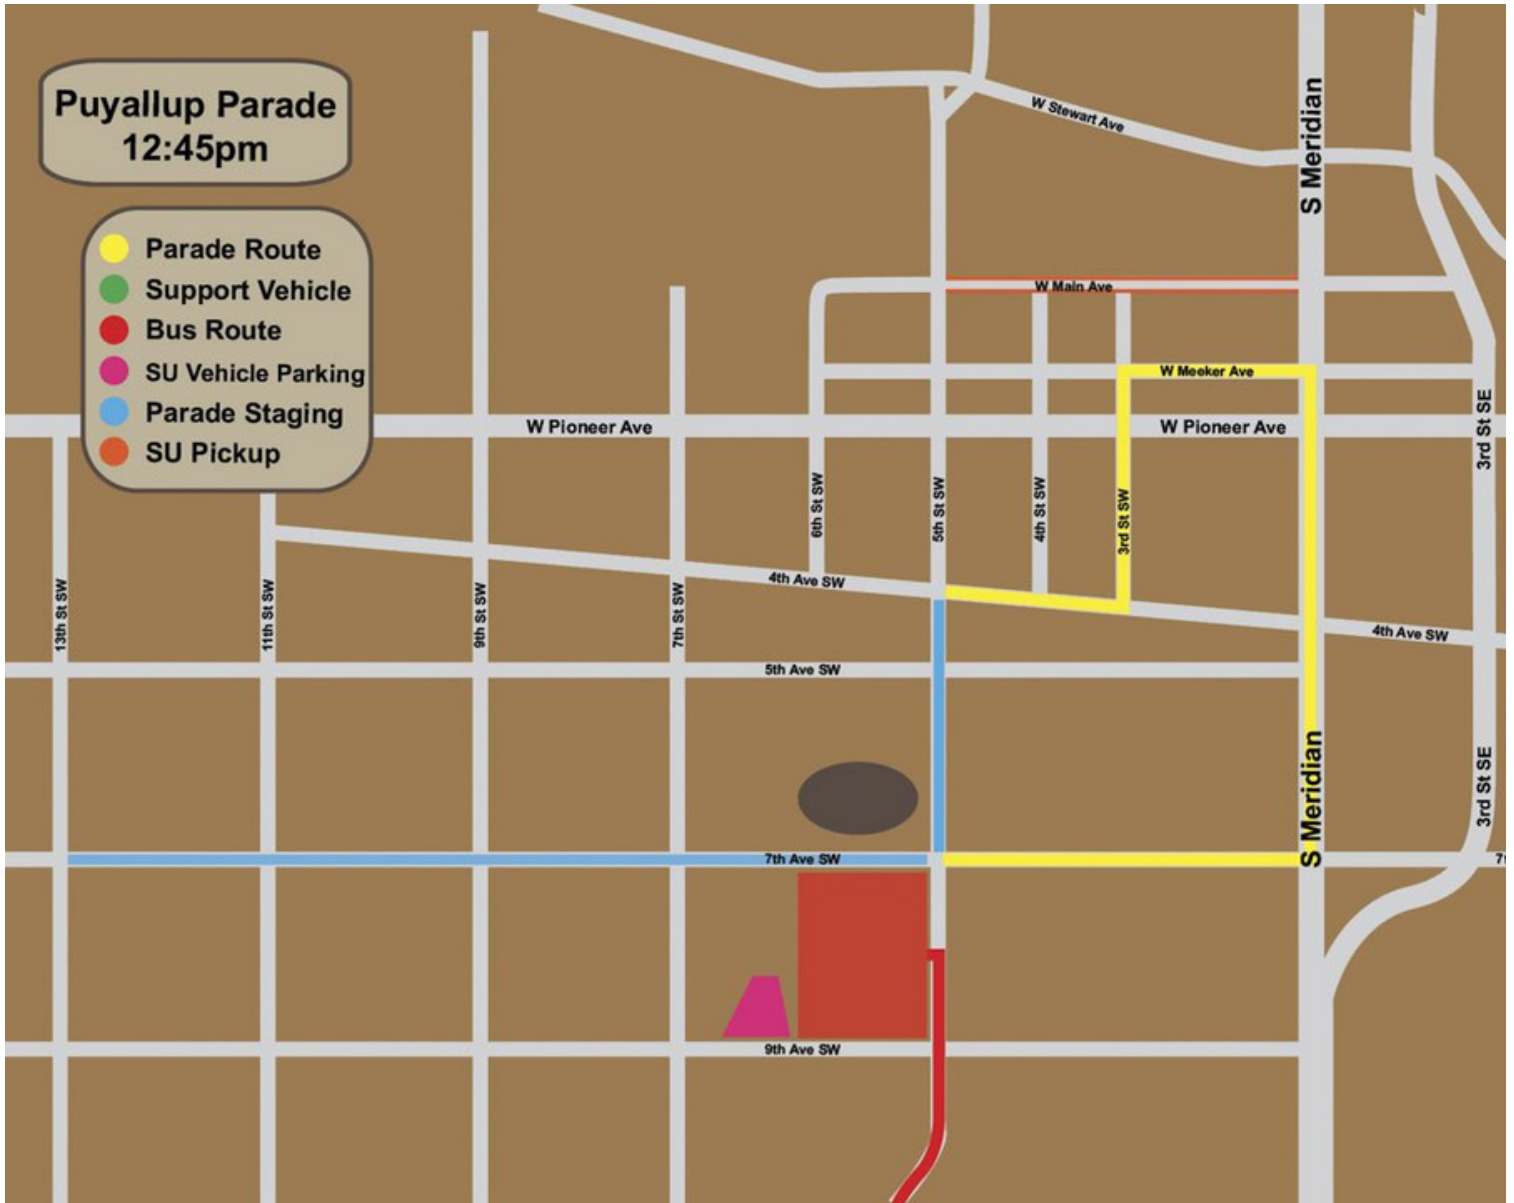 Puyallup Parade
12:45pm
Parade Route
Support Vehicle
Bus Route
SU Vehicle Parking
Parade Staging
SU Pickup
W Stewart Ave
S Meridian
W Main Ave
W Meeker Ave
W Pioneer Ave
W Pioneer Ave
3rd St SE
6th St SW
5th St SW
4th St SW
3rd St SW
4th Ave SW
13th St SW
11th St SW
9th St SW
7th St SW
4th Ave SW
5th Ave SW
S Meridian
3rd St SE
7th Ave SW
9th Ave SW